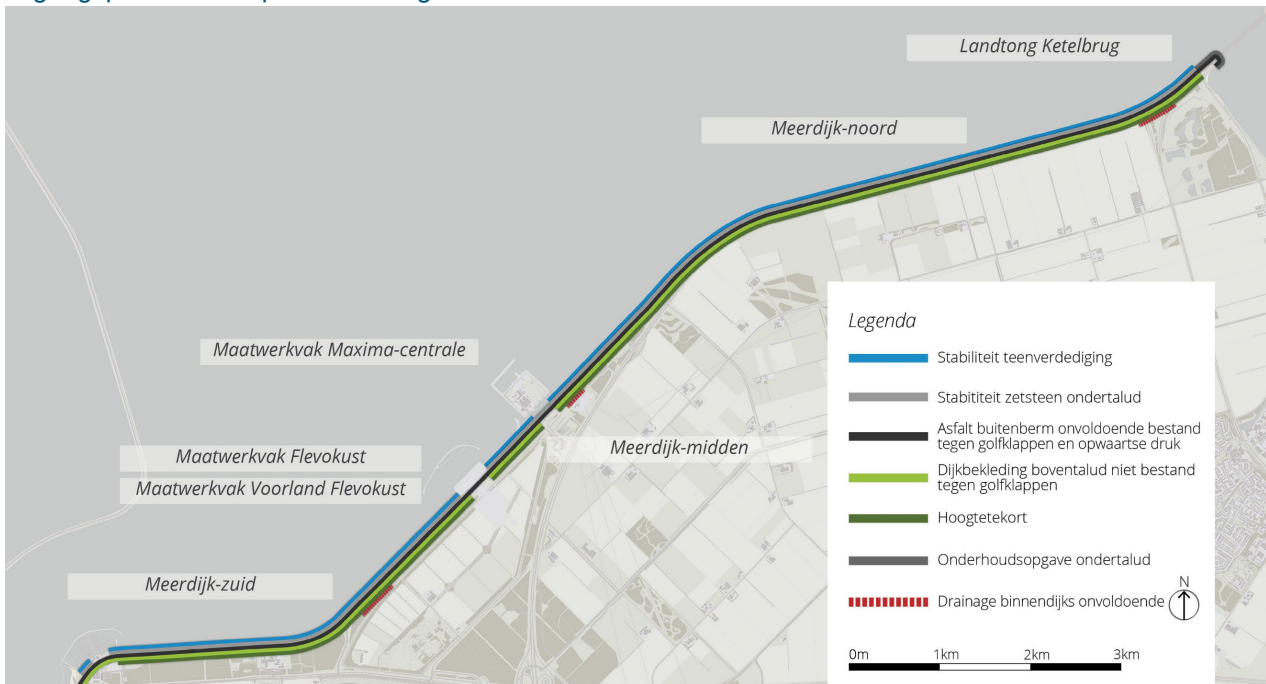 Landtong Ketelbrug
Meerdijk-noord
Maatwerkvak Maxima-centrale
Meerdijk-midden
Maatwerkvak Flevokust
Maatwerkvak Voorland Flevokust
Meerdijk-zuid
Legenda
Stabiliteit teenverdediging
Stabititeit zetsteen ondertalud
Asfalt buitenberm onvoldoende bestand
tegen golfklappen en opwaartse druk
Dijkbekleding boventalud niet bestand
tegen golfklappen
Hoogtetekort
Onderhoudsopgave ondertalud
Drainage binnendijks onvoldoende
N
0m 1km 2km 3km